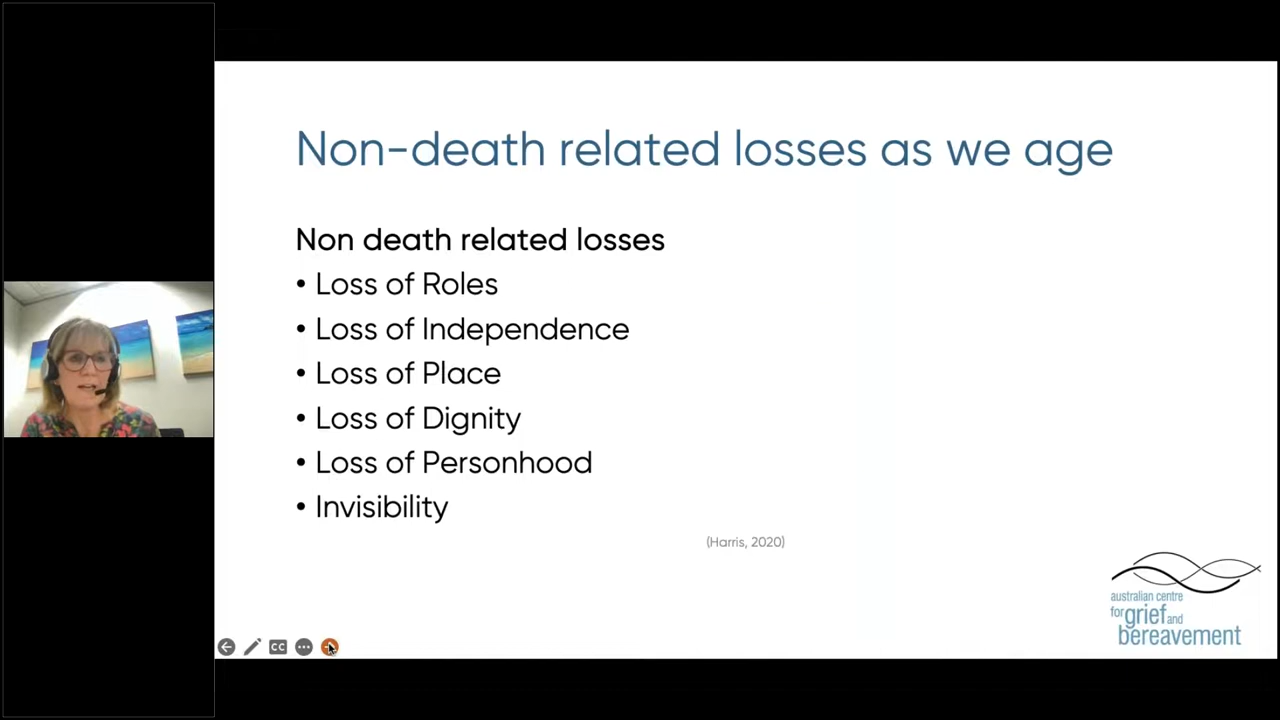 Non-death related losses as we age
Non death related losses
• Loss of Roles
• Loss of Independence
• Loss of Place
• Loss of Dignity
• Loss of Personhood
• Invisibility
(Harris, 2020)
australian centre
for grief and
bereavement
CC